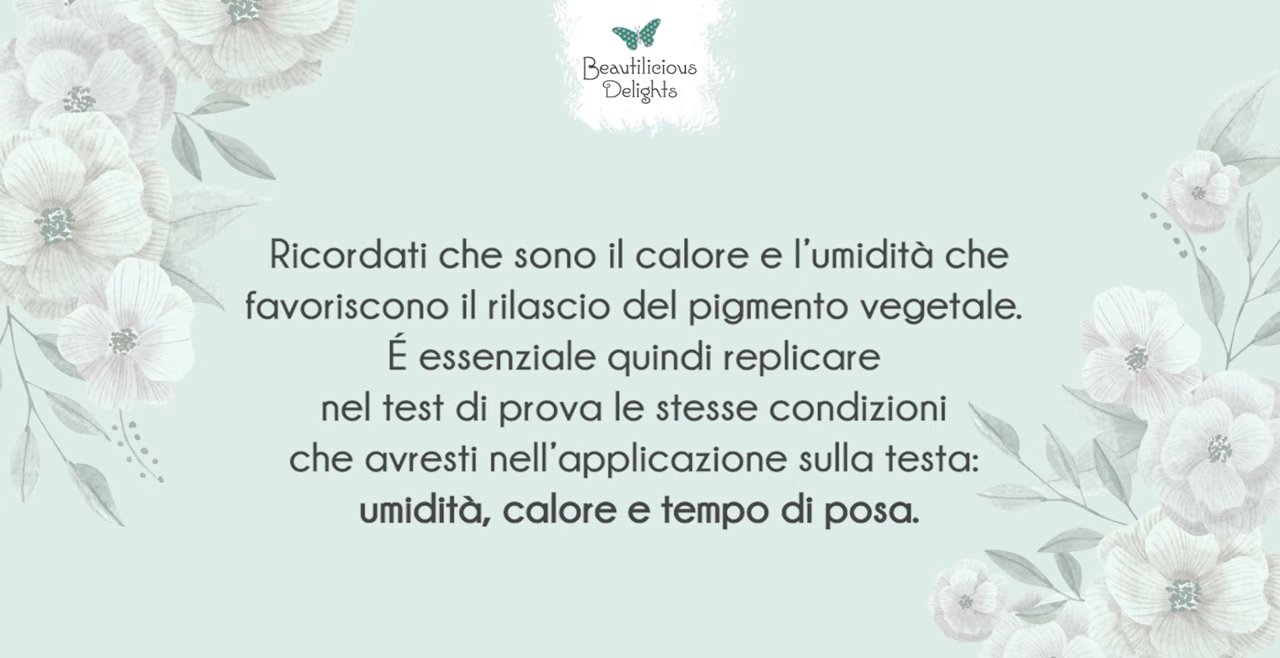 Beautilicious
Delights
Ricordati che sono il calore e l’umidità che
favoriscono il rilascio del pigmento vegetale.
É essenziale quindi replicare
nel test di prova le stesse condizioni
che avresti nell’applicazione sulla testa:
umidità, calore e tempo di posa.